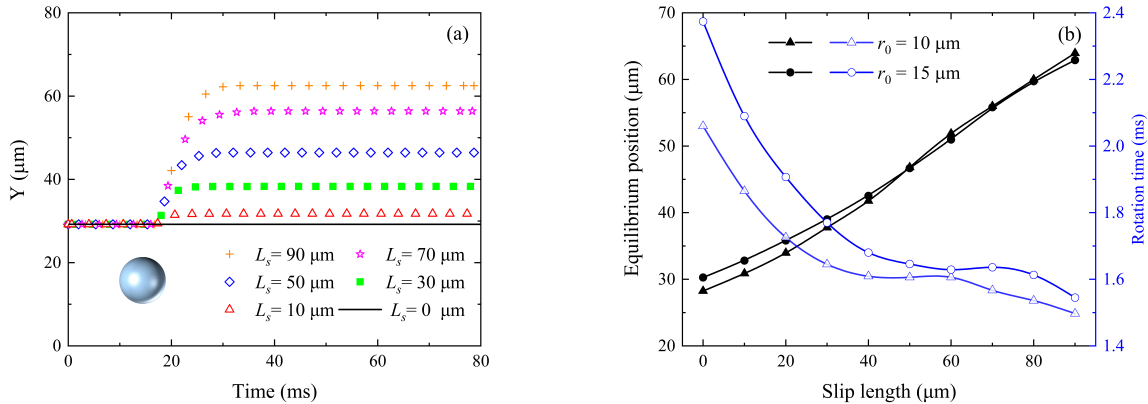 80
60
40
20
0
Y (μm)
0
20
40
60
80
Time (ms)
(a)
Ls= 90 μm
Ls= 70 μm
Ls= 50 μm
Ls= 30 μm
Ls= 10 μm
Ls= 0 μm
70
60
50
40
30
20
Equilibrium position (μm)
0
20
40
60
80
Slip length (μm)
(b)
r0 = 10 μm
r0 = 15 μm
2.4
2.2
2.0
1.8
1.6
1.4
Rotation time (ms)